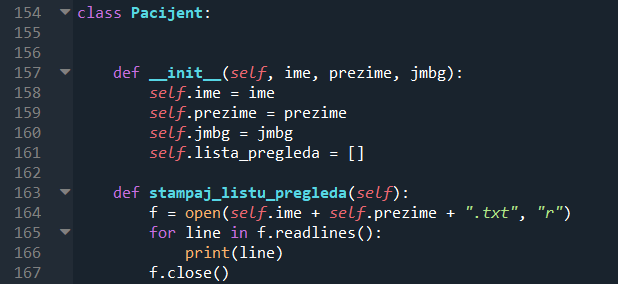 154 class Pacijent:
155
156
157     def __init__(self, ime, prezime, jmbg):
158         self.ime = ime
159         self.prezime = prezime
160         self.jmbg = jmbg
161         self.lista_pregleda = []
162
163     def stampaj_listu_pregleda(self):
164         f = open(self.ime + self.prezime + ".txt", "r")
165         for line in f.readlines():
166             print(line)
167         f.close()